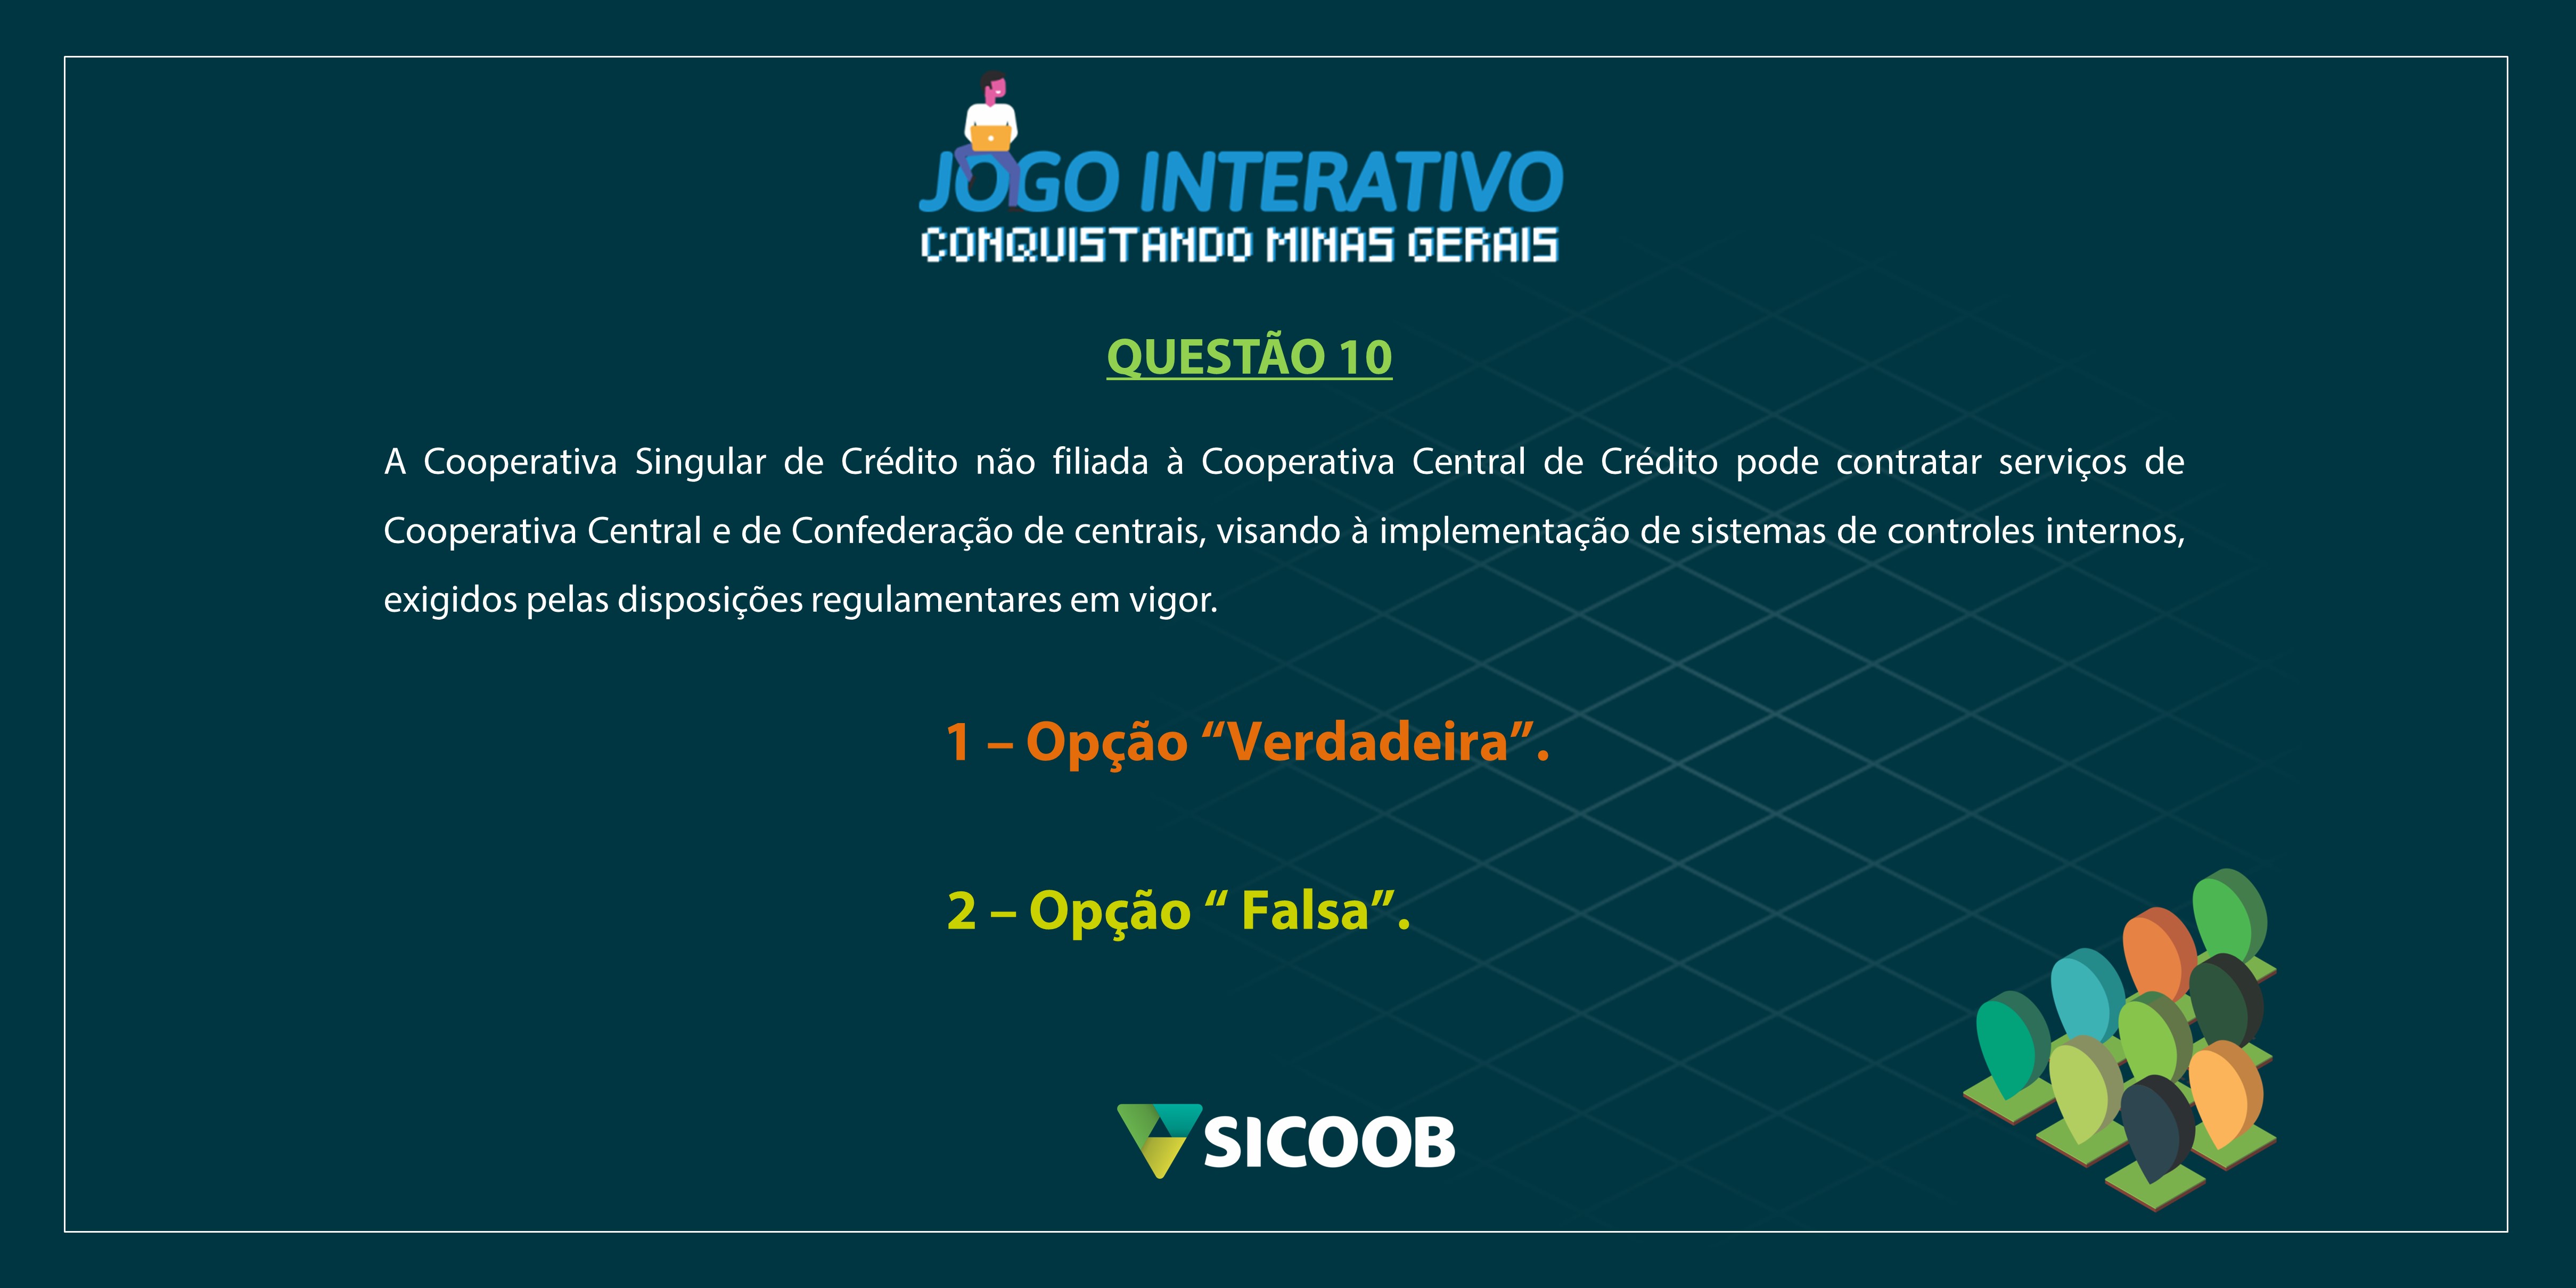 JOGO INTERATIVO
CONQUISTANDO MINAS GERAIS
QUESTÃO 10
A Cooperativa Singular de Crédito não filiada à Cooperativa Central de Crédito pode contratar serviços de
Cooperativa Central e de Confederação de centrais, visando à implementação de sistemas de controles internos,
exigidos pelas disposições regulamentares em vigor.
1 – Opção “Verdadeira”.
2 – Opção “ Falsa”.
SICOOB